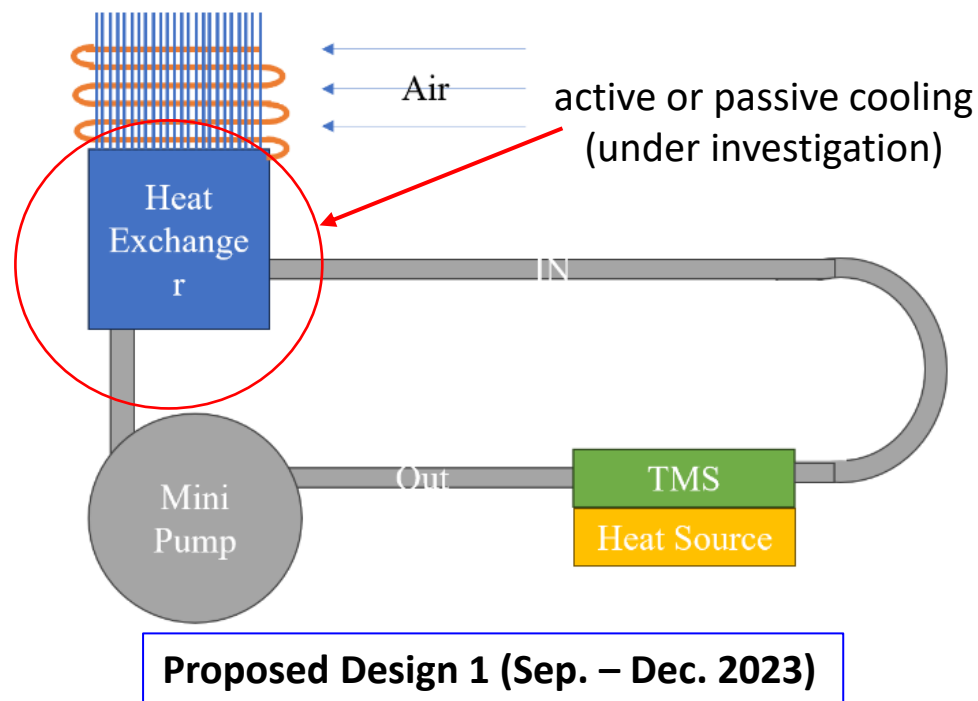 Air
active or passive cooling
(under investigation)
Heat
Exchange
r
IN
Out
TMS
Heat Source
Mini
Pump
Proposed Design 1 (Sep. – Dec. 2023)